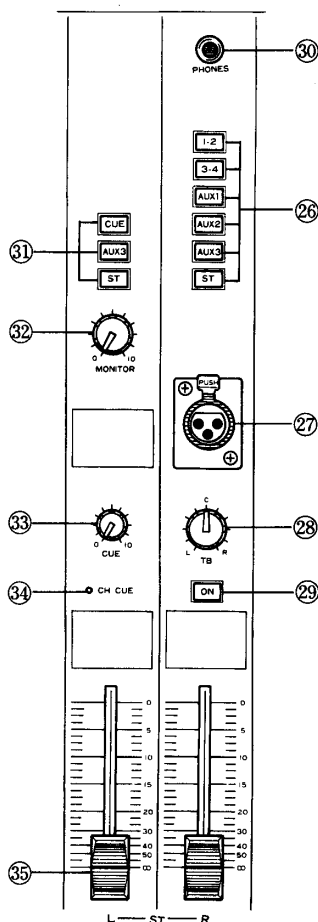 30
PHONES
1-2
3-4
AUX1
26
CUE
AUX2
31
AUX3
AUX3
ST
ST
32
0 10
MONITOR
PUSH
27
33
0 10
CUE
C
L R
TB
28
34
CH CUE
ON
29
0 0
5 5
10 10
15 15
20 20
30 30
40 40
50 50
∞ ∞
35
L — ST — R